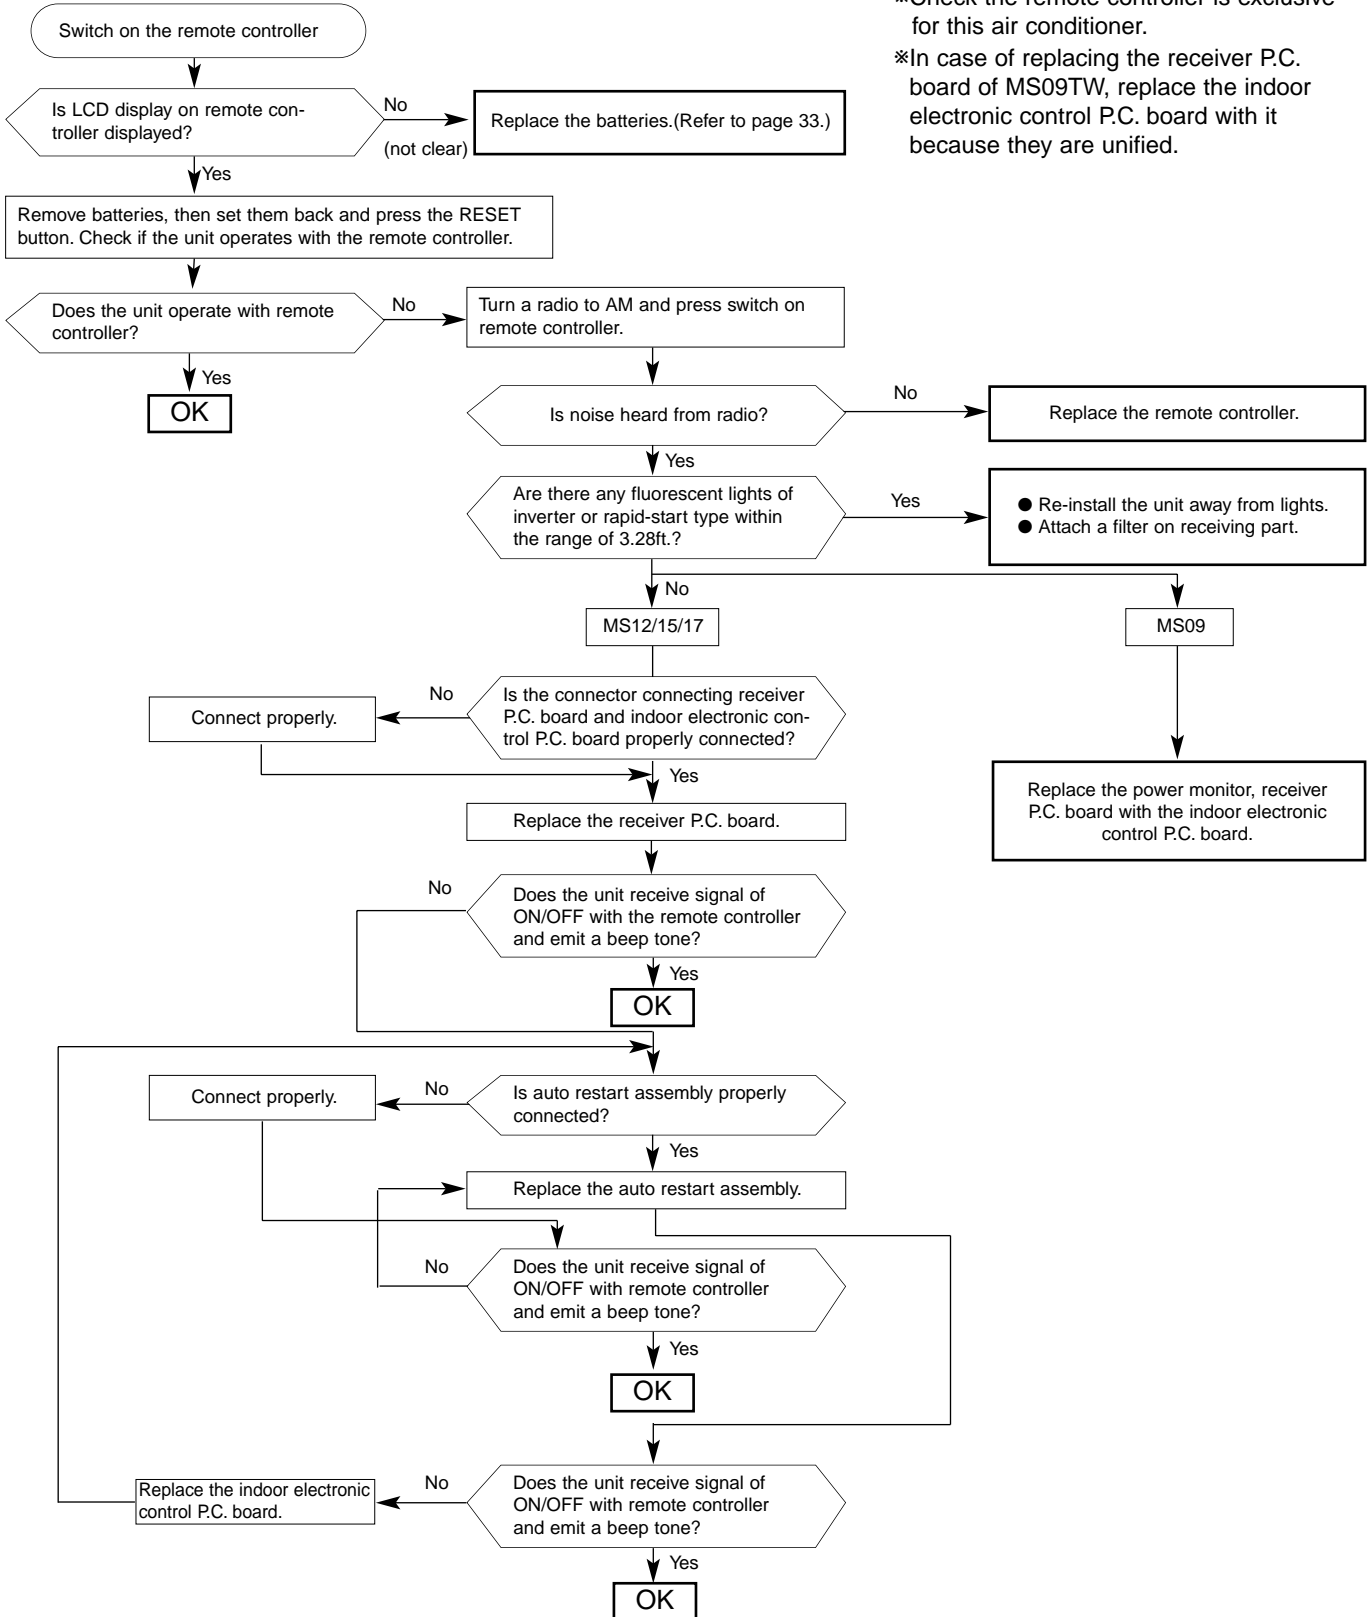 ※Check the remote controller is exclusive
for this air conditioner.
※In case of replacing the receiver P.C.
board of MS09TW, replace the indoor
electronic control P.C. board with it
because they are unified.
Switch on the remote controller
Is LCD display on remote con-
troller displayed?
No
(not clear)
Replace the batteries.(Refer to page 33.)
Yes
Remove batteries, then set them back and press the RESET
button. Check if the unit operates with the remote controller.
Does the unit operate with remote
controller?
No
Turn a radio to AM and press switch on
remote controller.
Yes
OK
Is noise heard from radio?
No
Replace the remote controller.
Yes
Are there any fluorescent lights of
inverter or rapid-start type within
the range of 3.28ft.?
Yes
● Re-install the unit away from lights.
● Attach a filter on receiving part.
No
MS12/15/17
MS09
Is the connector connecting receiver
P.C. board and indoor electronic con-
trol P.C. board properly connected?
No
Connect properly.
Yes
Replace the power monitor, receiver
P.C. board with the indoor electronic
control P.C. board.
Replace the receiver P.C. board.
Does the unit receive signal of
ON/OFF with the remote controller
and emit a beep tone?
No
Yes
OK
Is auto restart assembly properly
connected?
No
Connect properly.
Yes
Replace the auto restart assembly.
Does the unit receive signal of
ON/OFF with remote controller
and emit a beep tone?
No
Yes
OK
Does the unit receive signal of
ON/OFF with remote controller
and emit a beep tone?
No
Replace the indoor electronic
control P.C. board.
Yes
OK